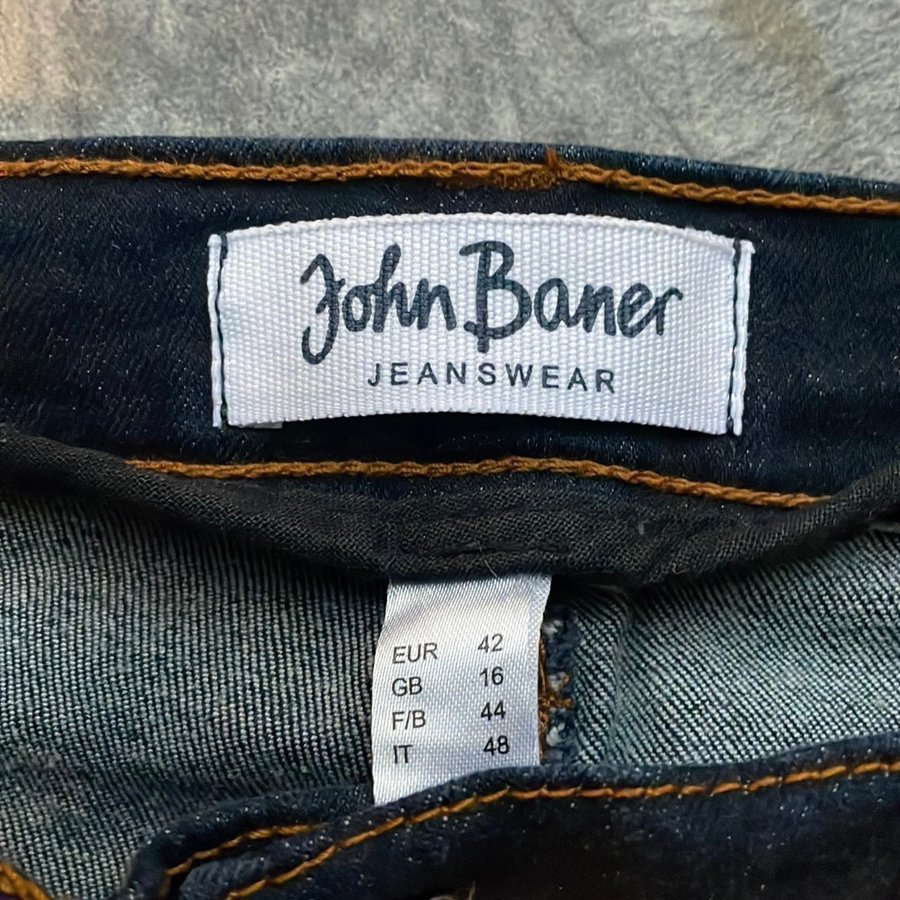 John Baner
JEANSWEAR
EUR 42
GB 16
F/B 44
IT 48